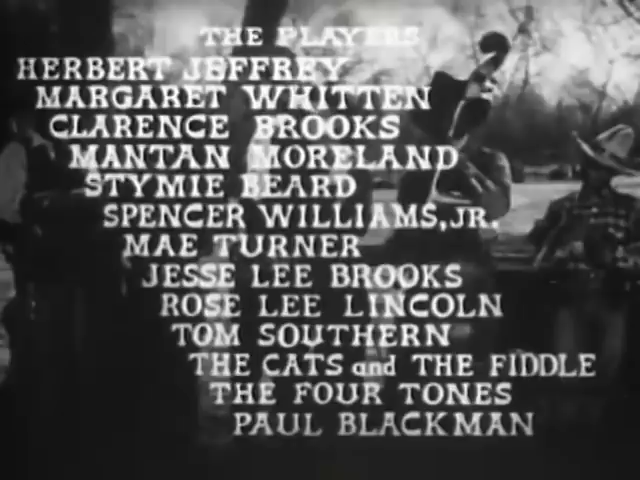 THE PLAYERS
HERBERT JEFFREY
MARGARET WHITTEN
CLARENCE BROOKS
MANTAN MORELAND
STYMIE BEARD
SPENCER WILLIAMS, JR.
MAE TURNER
JESSE LEE BROOKS
ROSE LEE LINCOLN
TOM SOUTHERN
THE CATS and THE FIDDLE
THE FOUR TONES
PAUL BLACKMAN